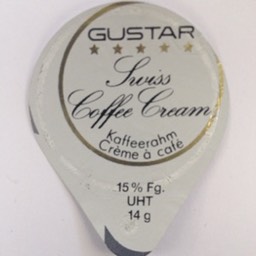 GUSTAR
Swiss
Coffee Cream
Kaffeerahm
Crème à café
15% Fg.
UHT
14 g